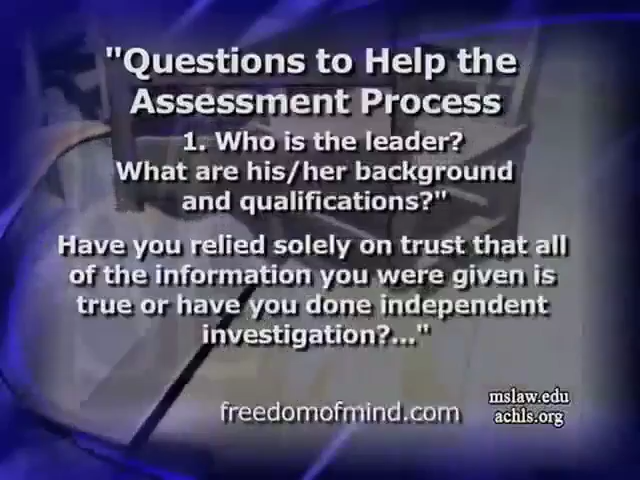 "Questions to Help the
Assessment Process
1. Who is the leader?
What are his/her background
and qualifications?"
Have you relied solely on trust that all
of the information you were given is
true or have you done independent
investigation?..."
freedomofmind.com
mslaw.edu
achls.org